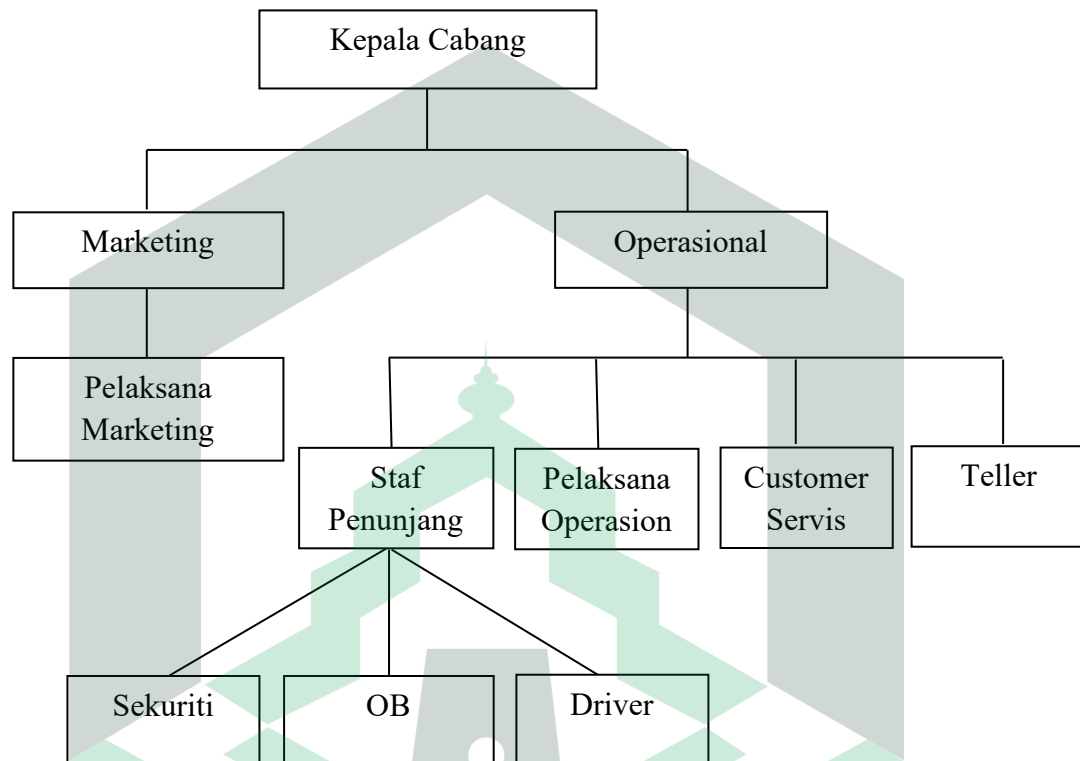 Kepala Cabang
Marketing
Operasional
Pelaksana
Marketing
Staf
Penunjang
Pelaksana
Operasion
Customer
Servis
Teller
Sekuriti
OB
Driver